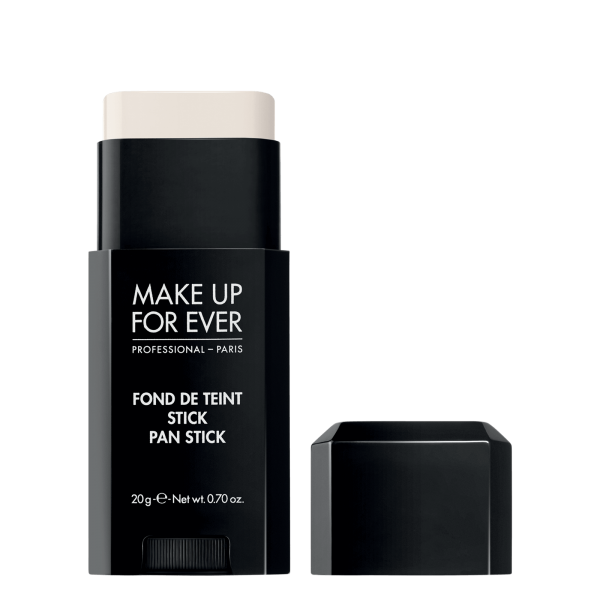 MAKE UP
FOR EVER
PROFESSIONAL – PARIS
FOND DE TEINT
STICK
PAN STICK
20g-℮-Net wt. 0.70 oz.